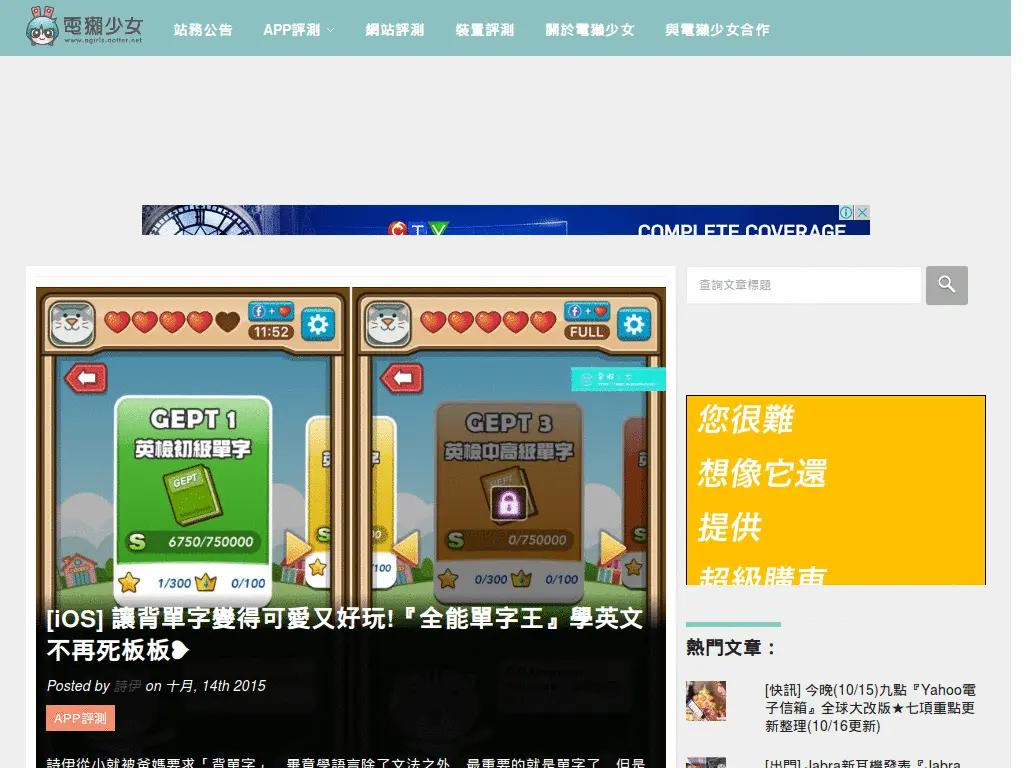 電獺少女
www.agirls.aotter.net
站務公告
APP評測
網站評測
裝置評測
關於電獺少女
與電獺少女合作
CTV
COMPLETE COVERAGE
查詢文章標題
11:52
FULL
GEPT 1
英檢初級單字
GEPT
6750/750000
1/300
0/100
GEPT 3
英檢中高級單字
GEPT
0/750000
0/300
0/100
您很難
想像它還
提供
超級購車
[iOS] 讓背單字變得可愛又好玩!『全能單字王』學英文
不再死板板❥
Posted by 詩伊 on 十月, 14th 2015
APP評測
詩伊從小就被爸媽要求「背單字」，畢竟學語言除了文法之外，最重要的就是單字了，但是
熱門文章：
[快訊] 今晚(10/15)九點『Yahoo電
子信箱』全球大改版★七項重點更
新整理(10/16更新)
[出門] Jabra新耳機發表『Jabra